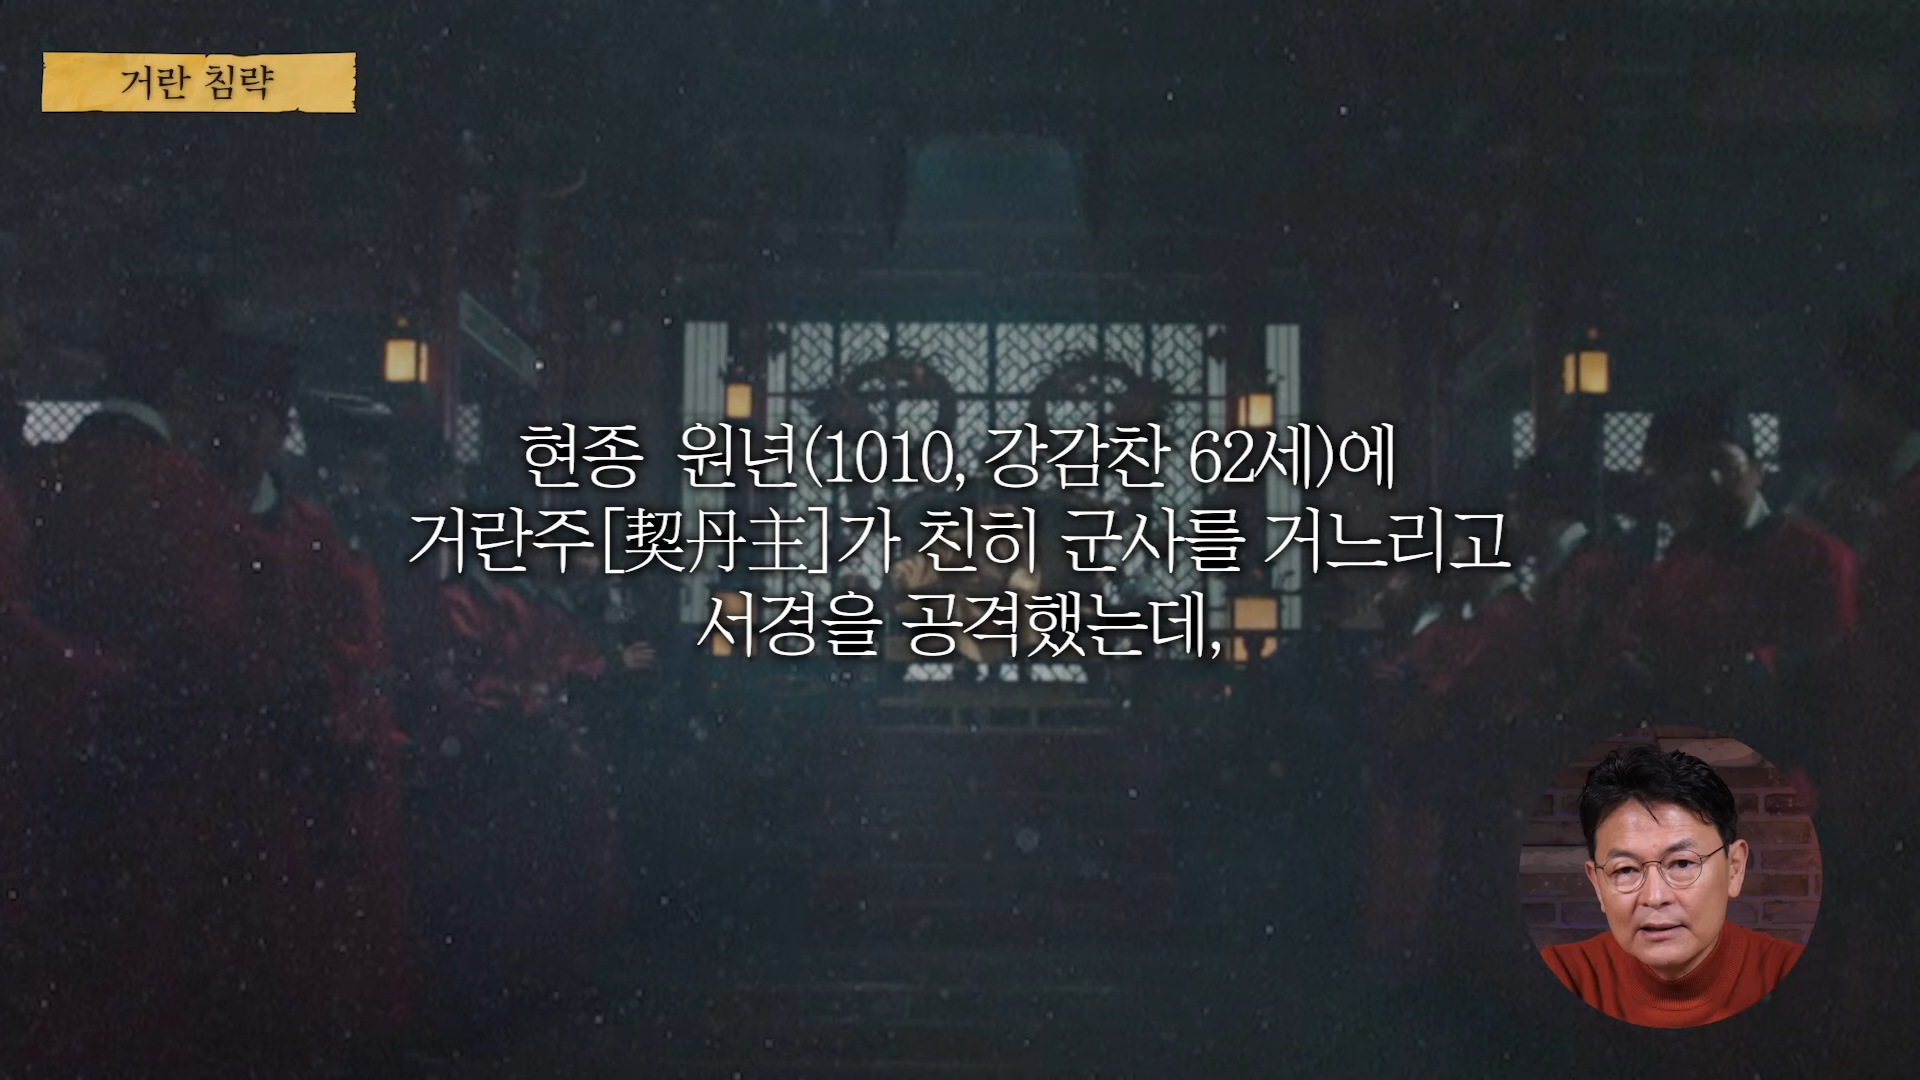 거란 침략
현종 원년(1010, 강감찬 62세)에
거란주[契丹主]가 친히 군사를 거느리고
서경을 공격했는데,